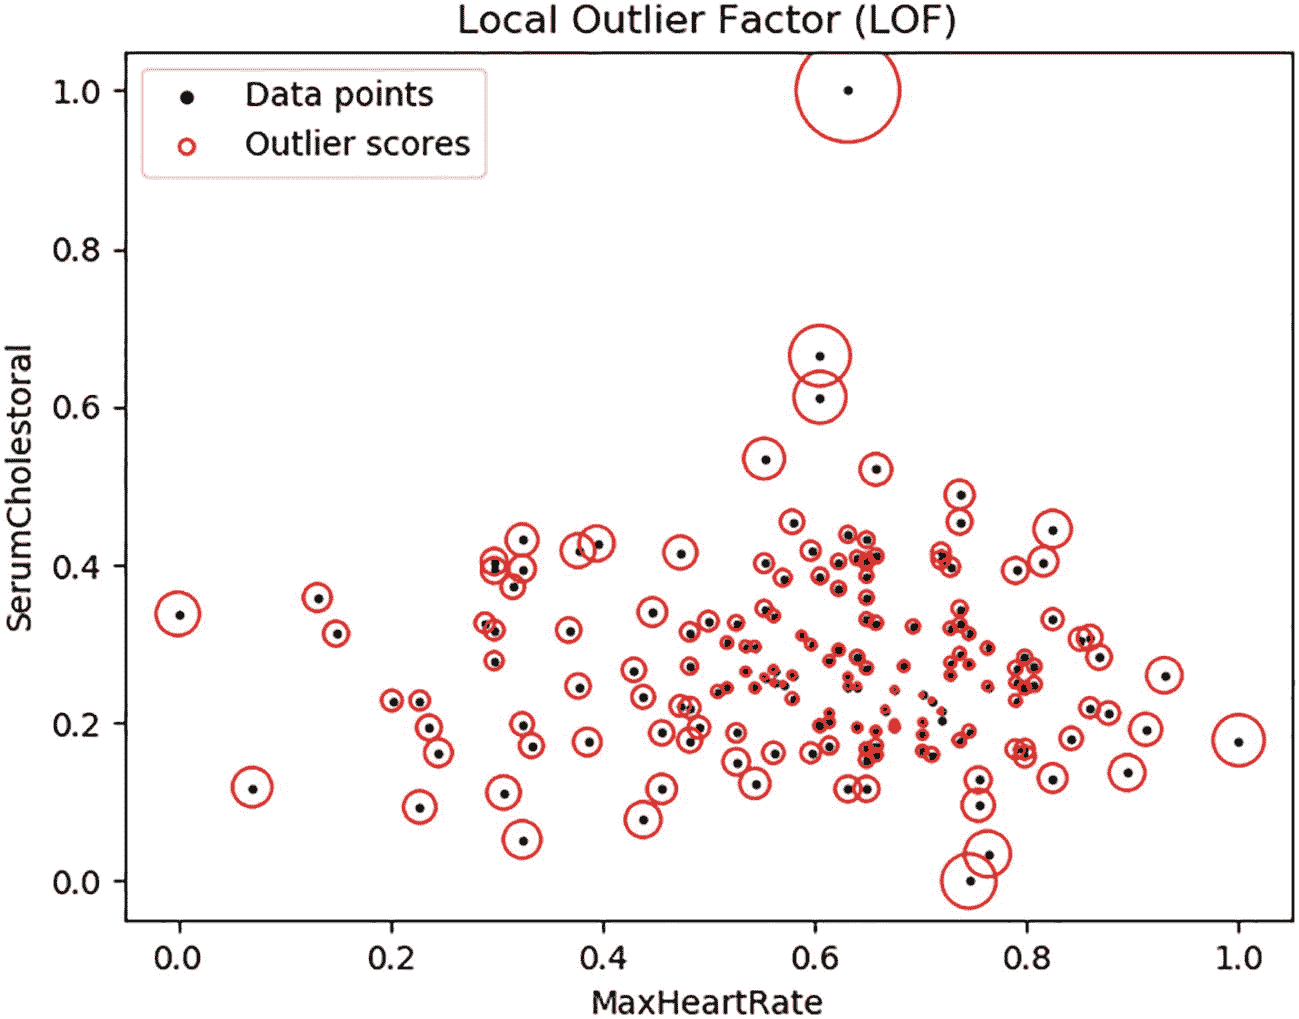 Local Outlier Factor (LOF)
Data points
Outlier scores
1.0
0.8
0.6
0.4
0.2
0.0
SerumCholestoral
0.0 0.2 0.4 0.6 0.8 1.0
MaxHeartRate